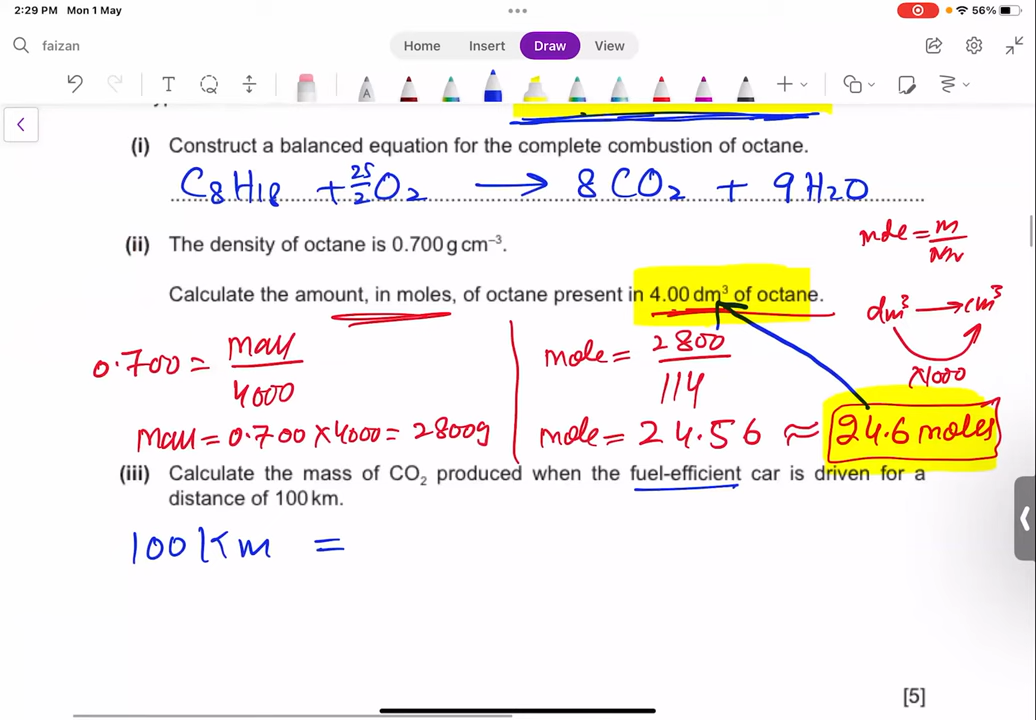 2:29 PM Mon 1 May
56%
faizan
Home Insert Draw View
(i) Construct a balanced equation for the complete combustion of octane.
C8H18 + 25/2 O2 → 8CO2 + 9H2O
mole = m/Mr
(ii) The density of octane is 0.700 g cm⁻³.
Calculate the amount, in moles, of octane present in 4.00 dm³ of octane.
dm³ → cm³
×1000
0.700 = mass/4000
mass = 0.700 × 4000 = 2800g
mole = 2800/114
mole = 24.56 ≈ 24.6 moles
(iii) Calculate the mass of CO₂ produced when the fuel-efficient car is driven for a
distance of 100 km.
100 Km =
[5]